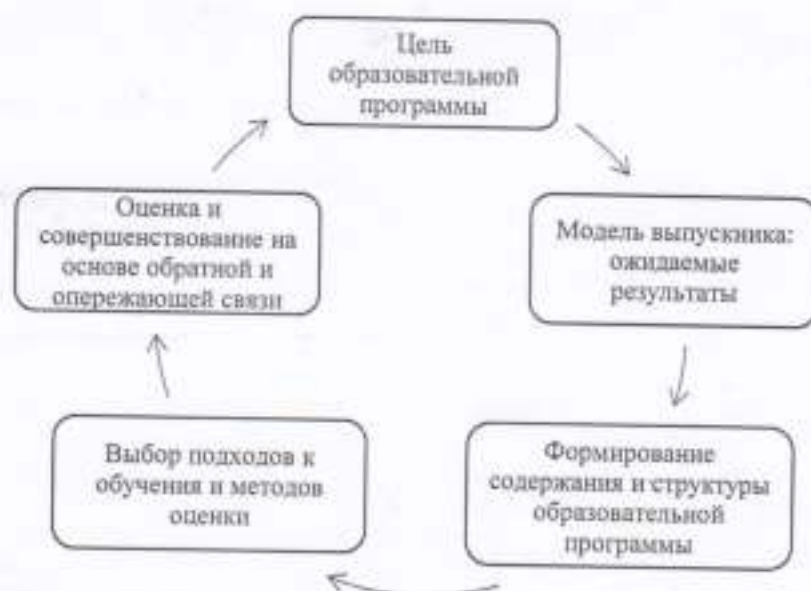 Цель
образовательной
программы
Модель выпускника:
ожидаемые
результаты
Формирование
содержания и структуры
образовательной
программы
Выбор подходов к
обучения и методов
оценки
Оценка и
совершенствование на
основе обратной и
опережающей связи